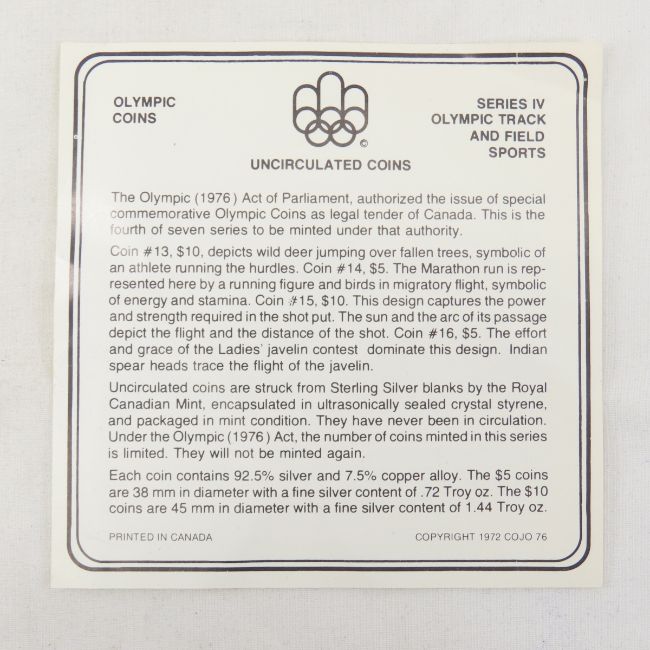 OLYMPIC
COINS
©
SERIES IV
OLYMPIC TRACK
AND FIELD
SPORTS
UNCIRCULATED COINS
The Olympic (1976) Act of Parliament, authorized the issue of special
commemorative Olympic Coins as legal tender of Canada. This is the
fourth of seven series to be minted under that authority.
Coin #13, $10, depicts wild deer jumping over fallen trees, symbolic of
an athlete running the hurdles. Coin #14, $5. The Marathon run is rep-
resented here by a running figure and birds in migratory flight, symbolic
of energy and stamina. Coin #15, $10. This design captures the power
and strength required in the shot put. The sun and the arc of its passage
depict the flight and the distance of the shot. Coin #16, $5. The effort
and grace of the Ladies' javelin contest dominate this design. Indian
spear heads trace the flight of the javelin.
Uncirculated coins are struck from Sterling Silver blanks by the Royal
Canadian Mint, encapsulated in ultrasonically sealed crystal styrene,
and packaged in mint condition. They have never been in circulation.
Under the Olympic (1976) Act, the number of coins minted in this series
is limited. They will not be minted again.
Each coin contains 92.5% silver and 7.5% copper alloy. The $5 coins
are 38 mm in diameter with a fine silver content of .72 Troy oz. The $10
coins are 45 mm in diameter with a fine silver content of 1.44 Troy oz.
PRINTED IN CANADA
COPYRIGHT 1972 COJO 76